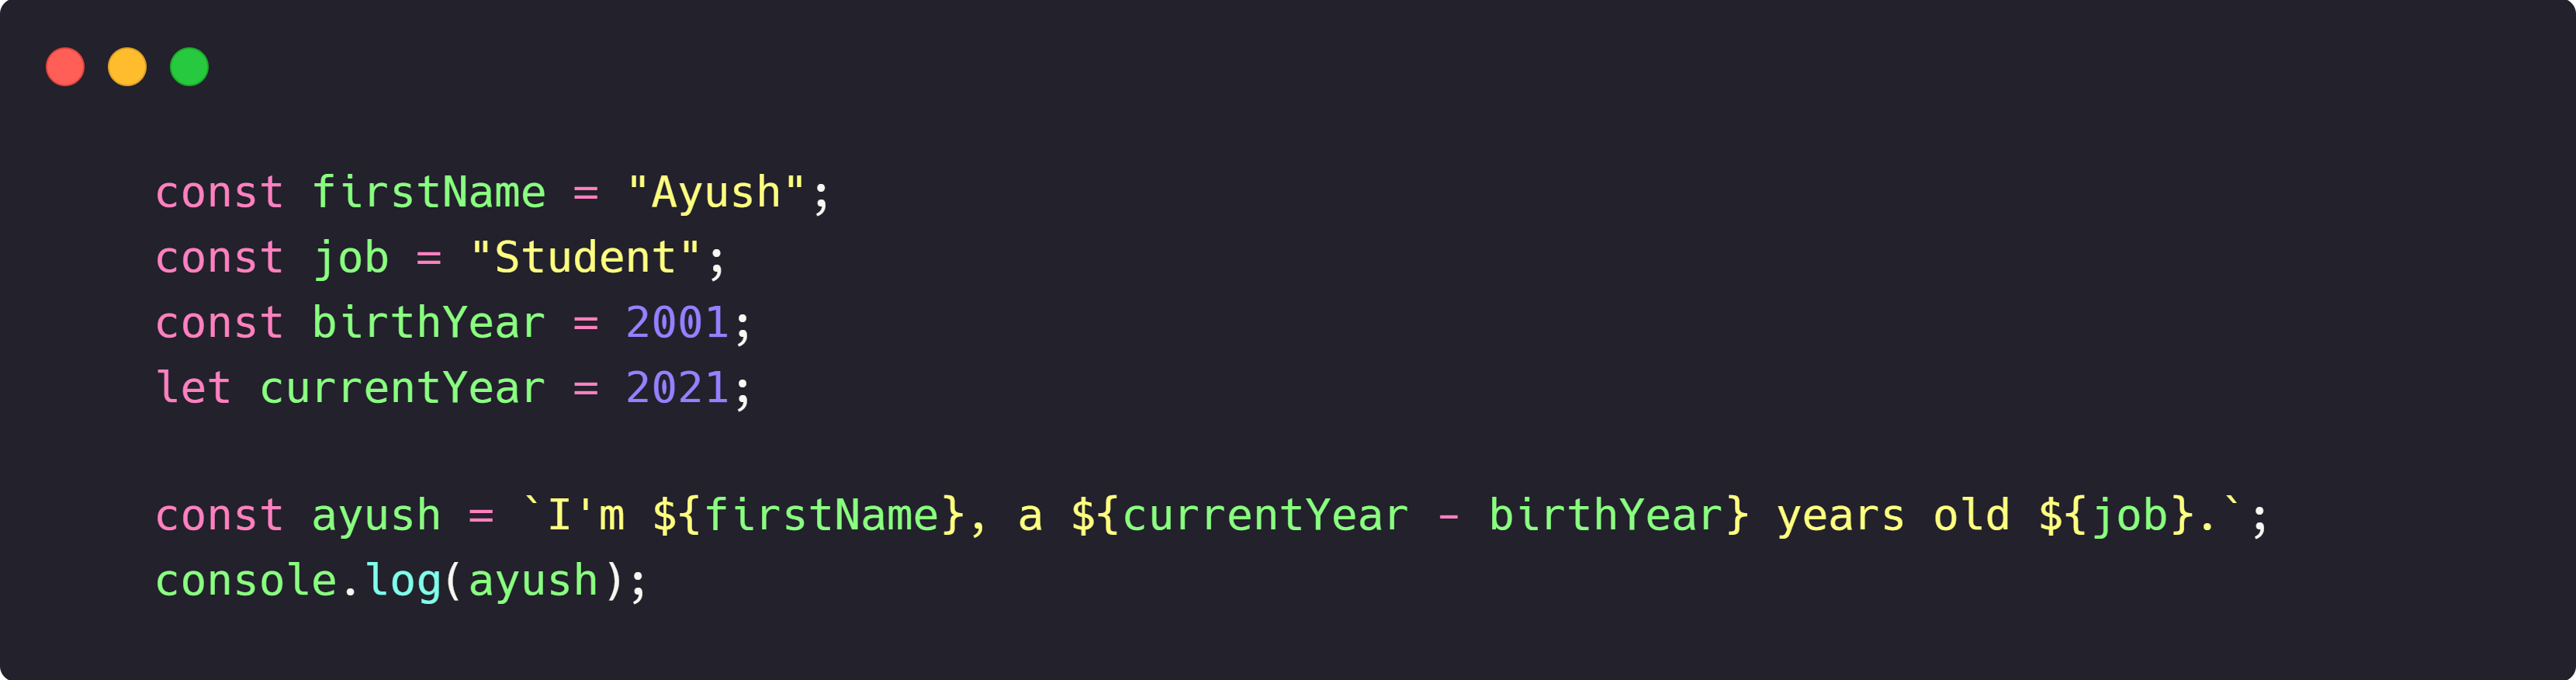 const firstName = "Ayush";
const job = "Student";
const birthYear = 2001;
let currentYear = 2021;
const ayush = `I'm ${firstName}, a ${currentYear - birthYear} years old ${job}.`;
console.log(ayush);